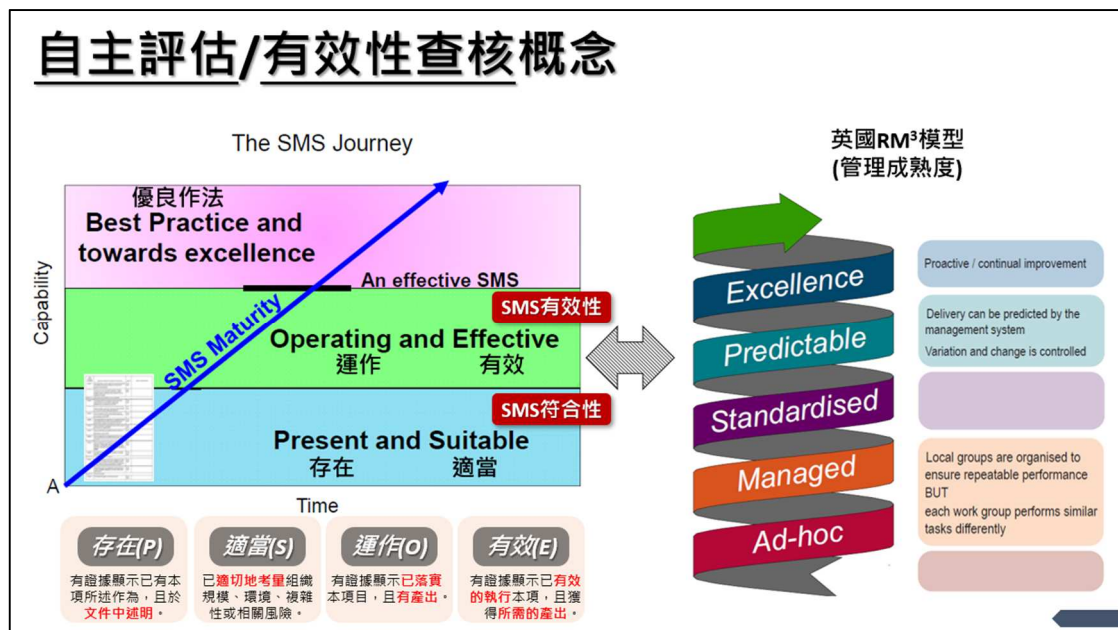 自主評估/有效性查核概念
The SMS Journey
優良作法
Best Practice and
towards excellence
An effective SMS
SMS有效性
SMS Maturity
Operating and Effective
運作
有效
SMS符合性
Present and Suitable
存在
適當
Capability
A
Time
存在(P)
有證據顯示已有本
項所述作為，且於
文件中述明。
適當(S)
已適切地考量組織
規模、環境、複雜
性或相關風險。
運作(O)
有證據顯示已落實
本項目，且有產出。
有效(E)
有證據顯示已有效
的執行本項，且獲
得所需的產出。
英國RM³模型
(管理成熟度)
Excellence
Proactive / continual improvement
Predictable
Delivery can be predicted by the
management system
Variation and change is controlled
Standardised
Managed
Local groups are organised to
ensure repeatable performance
BUT
each work group performs similar
tasks differently
Ad-hoc